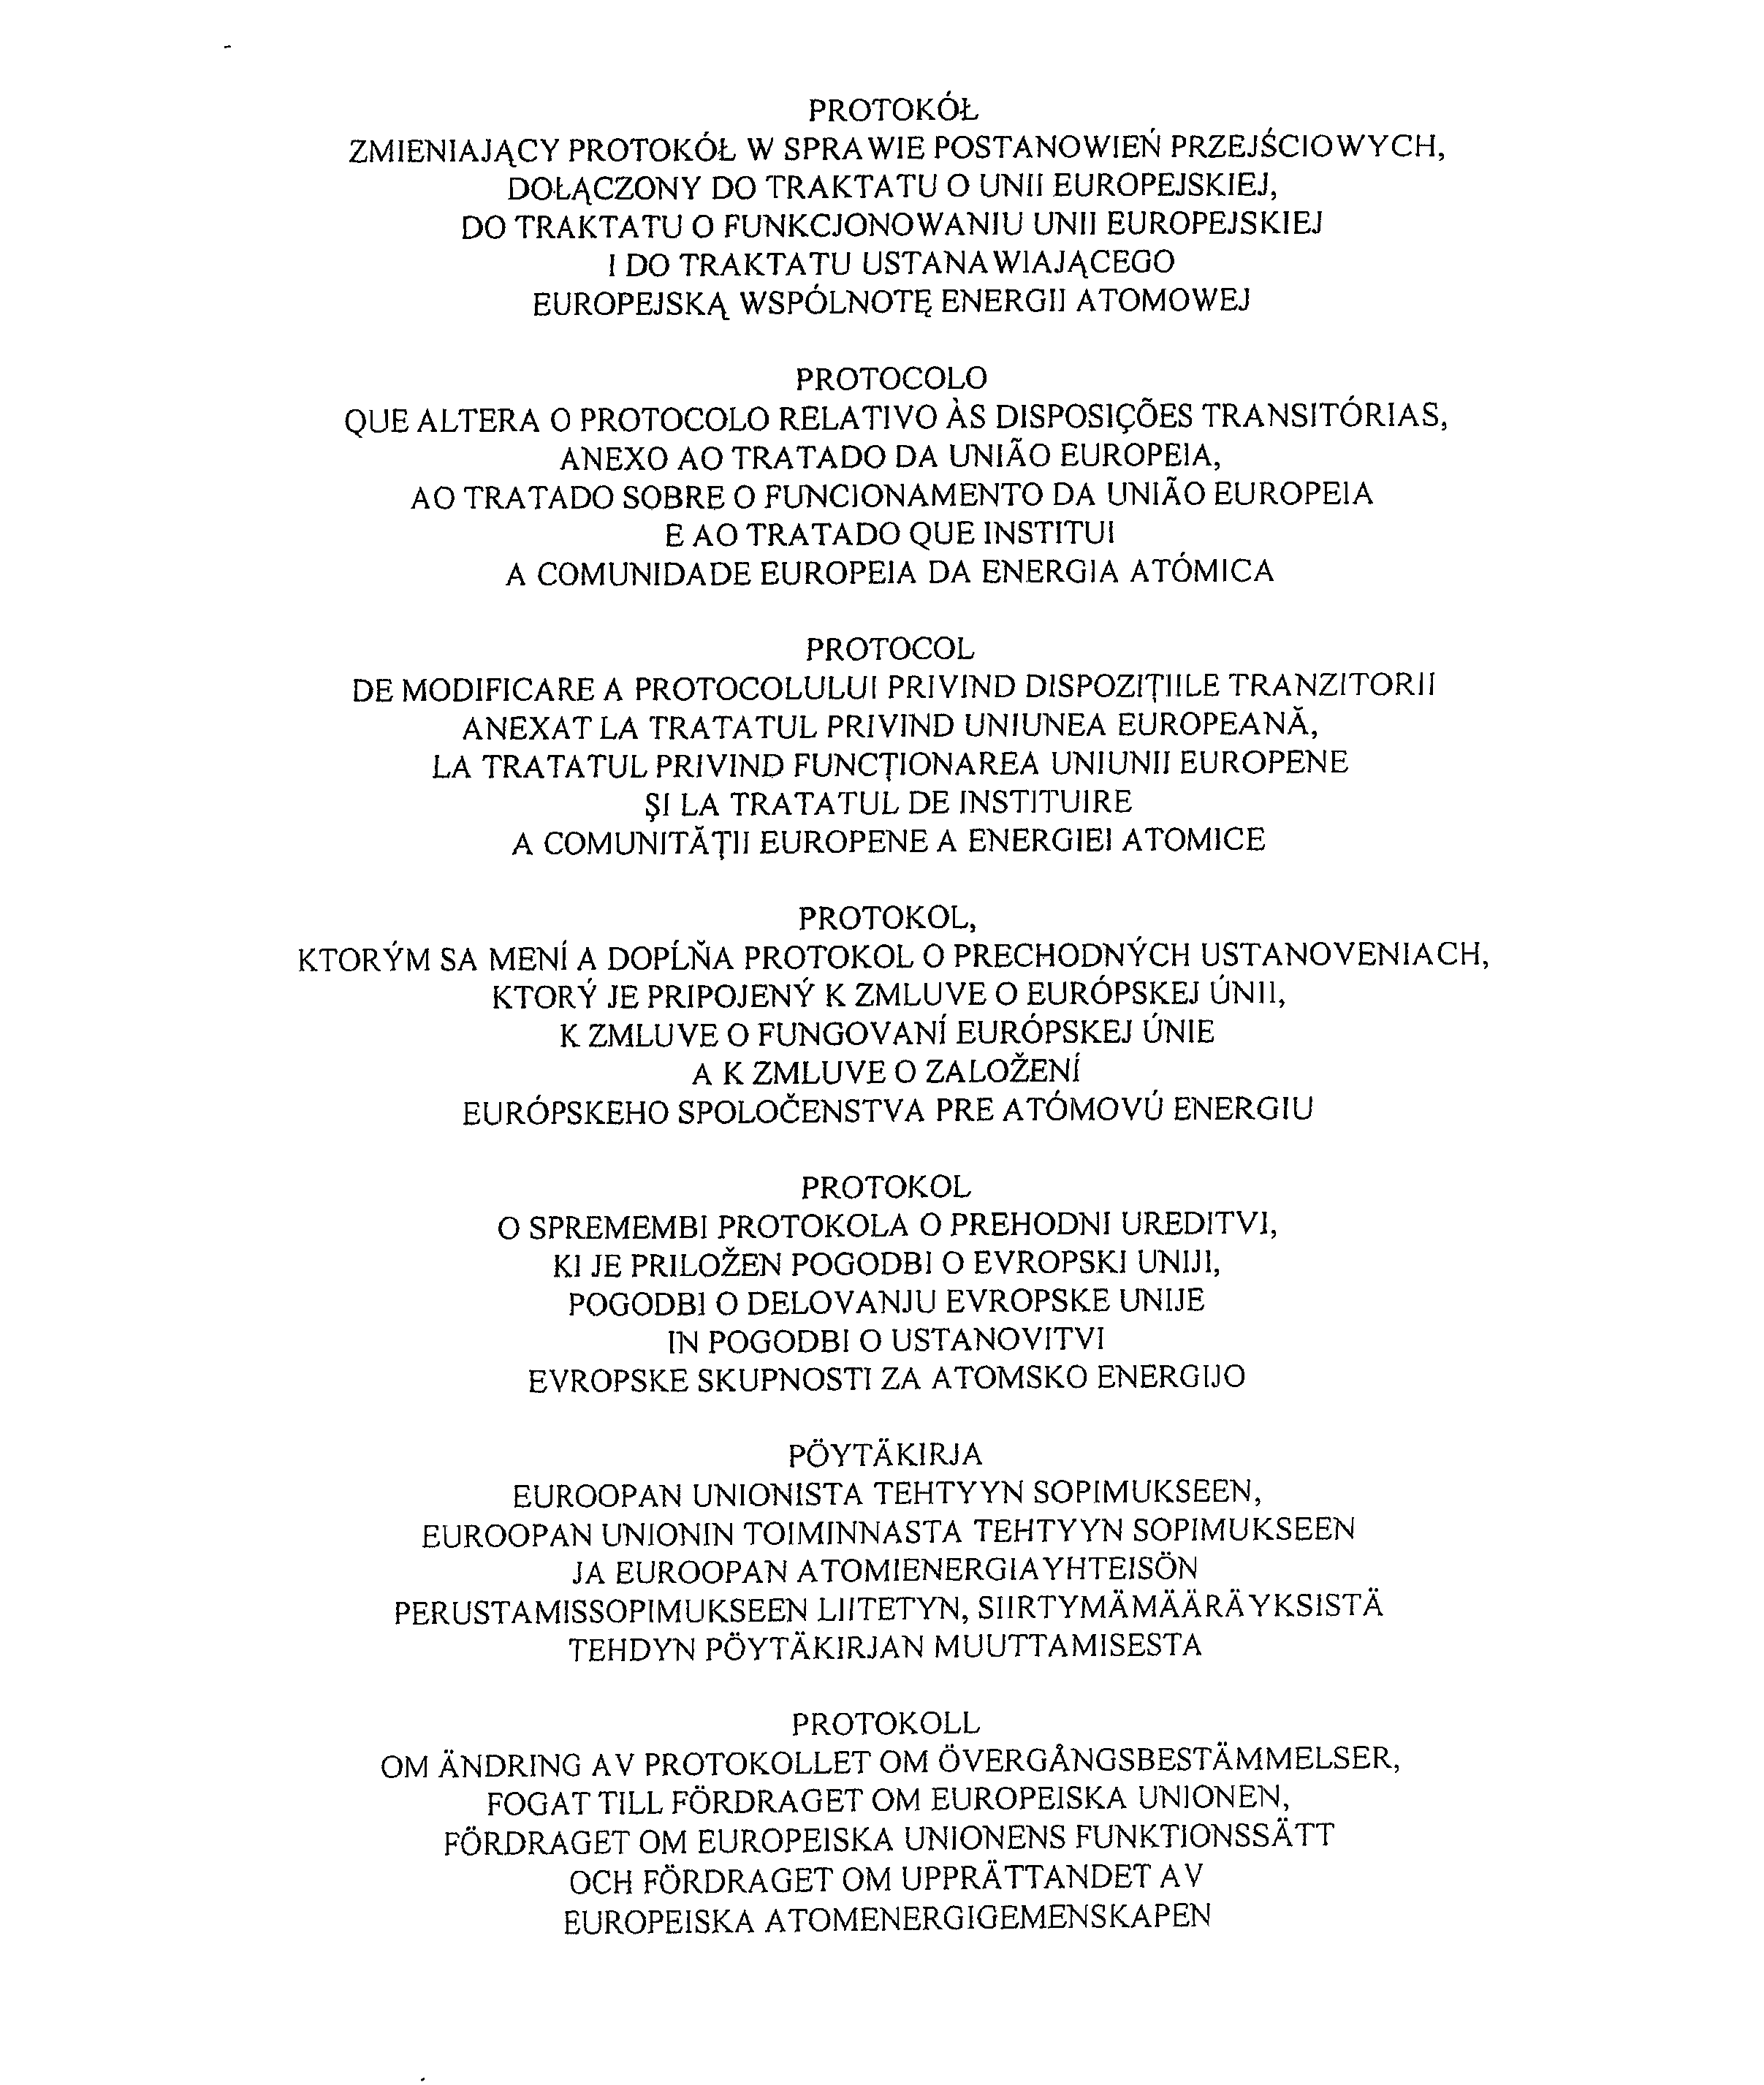 PROTOKÓŁ
ZMIENIAJĄCY PROTOKÓŁ W SPRAWIE POSTANOWIEŃ PRZEJŚCIOWYCH,
DOŁĄCZONY DO TRAKTATU O UNII EUROPEJSKIEJ,
DO TRAKTATU O FUNKCJONOWANIU UNII EUROPEJSKIEJ
I DO TRAKTATU USTANAWIAJĄCEGO
EUROPEJSKĄ WSPÓLNOTĘ ENERGII ATOMOWEJ
PROTOCOLO
QUE ALTERA O PROTOCOLO RELATIVO ÀS DISPOSIÇÕES TRANSITÓRIAS,
ANEXO AO TRATADO DA UNIÃO EUROPEIA,
AO TRATADO SOBRE O FUNCIONAMENTO DA UNIÃO EUROPEIA
E AO TRATADO QUE INSTITUI
A COMUNIDADE EUROPEIA DA ENERGIA ATÓMICA
PROTOCOL
DE MODIFICARE A PROTOCOLULUI PRIVIND DISPOZIȚIILE TRANZITORII
ANEXAT LA TRATATUL PRIVIND UNIUNEA EUROPEANĂ,
LA TRATATUL PRIVIND FUNCȚIONAREA UNIUNII EUROPENE
ȘI LA TRATATUL DE INSTITUIRE
A COMUNITĂȚII EUROPENE A ENERGIEI ATOMICE
PROTOKOL,
KTORÝM SA MENÍ A DOPĹŇA PROTOKOL O PRECHODNÝCH USTANOVENIACH,
KTORÝ JE PRIPOJENÝ K ZMLUVE O EURÓPSKEJ ÚNII,
K ZMLUVE O FUNGOVANÍ EURÓPSKEJ ÚNIE
A K ZMLUVE O ZALOŽENÍ
EURÓPSKEHO SPOLOČENSTVA PRE ATÓMOVÚ ENERGIU
PROTOKOL
O SPREMEMBI PROTOKOLA O PREHODNI UREDITVI,
KI JE PRILOŽEN POGODBI O EVROPSKI UNIJI,
POGODBI O DELOVANJU EVROPSKE UNIJE
IN POGODBI O USTANOVITVI
EVROPSKE SKUPNOSTI ZA ATOMSKO ENERGIJO
PÖYTÄKIRJA
EUROOPAN UNIONISTA TEHTYYN SOPIMUKSEEN,
EUROOPAN UNIONIN TOIMINNASTA TEHTYYN SOPIMUKSEEN
JA EUROOPAN ATOMIENERGIAYHTEISÖN
PERUSTAMISSOPIMUKSEEN LIITETYN, SIIRTYMÄMÄÄRÄYKSISTÄ
TEHDYN PÖYTÄKIRJAN MUUTTAMISESTA
PROTOKOLL
OM ÄNDRING AV PROTOKOLLET OM ÖVERGÅNGSBESTÄMMELSER,
FOGAT TILL FÖRDRAGET OM EUROPEISKA UNIONEN,
FÖRDRAGET OM EUROPEISKA UNIONENS FUNKTIONSSÄTT
OCH FÖRDRAGET OM UPPRÄTTANDET AV
EUROPEISKA ATOMENERGIGEMENSKAPEN